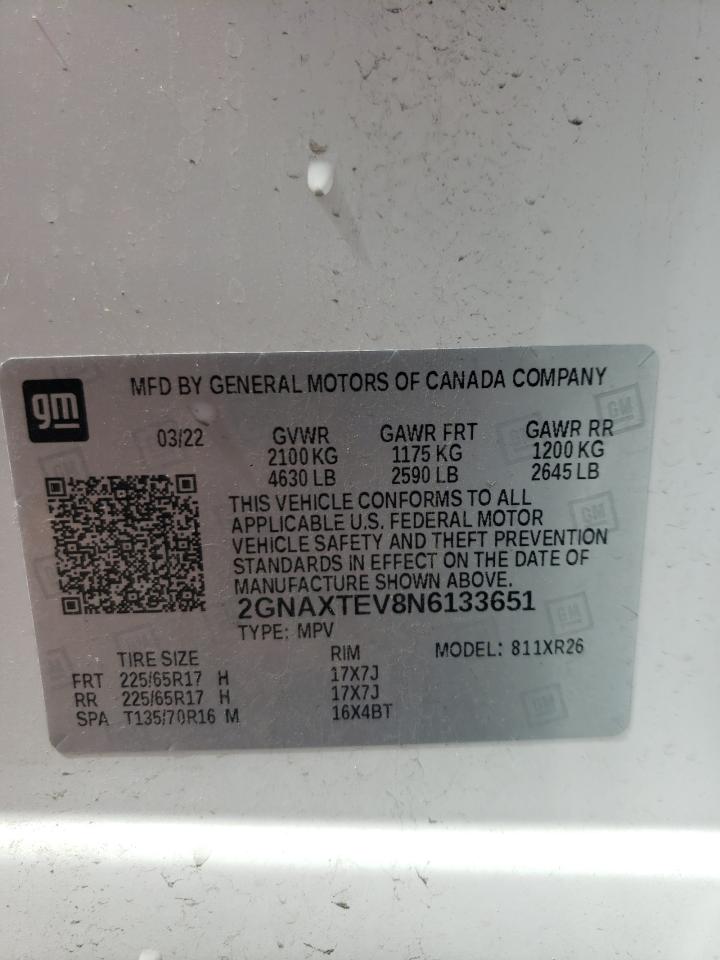 gm
MFD BY GENERAL MOTORS OF CANADA COMPANY
03/22 GVWR GAWR FRT GAWR RR
2100 KG 1175 KG 1200 KG
4630 LB 2590 LB 2645 LB
THIS VEHICLE CONFORMS TO ALL
APPLICABLE U.S. FEDERAL MOTOR
VEHICLE SAFETY AND THEFT PREVENTION
STANDARDS IN EFFECT ON THE DATE OF
MANUFACTURE SHOWN ABOVE.
2GNAXTEV8N6133651
TYPE: MPV
MODEL: 811XR26
TIRE SIZE RIM
FRT 225/65R17 H 17X7J
RR 225/65R17 H 17X7J
SPA T135/70R16 M 16X4BT